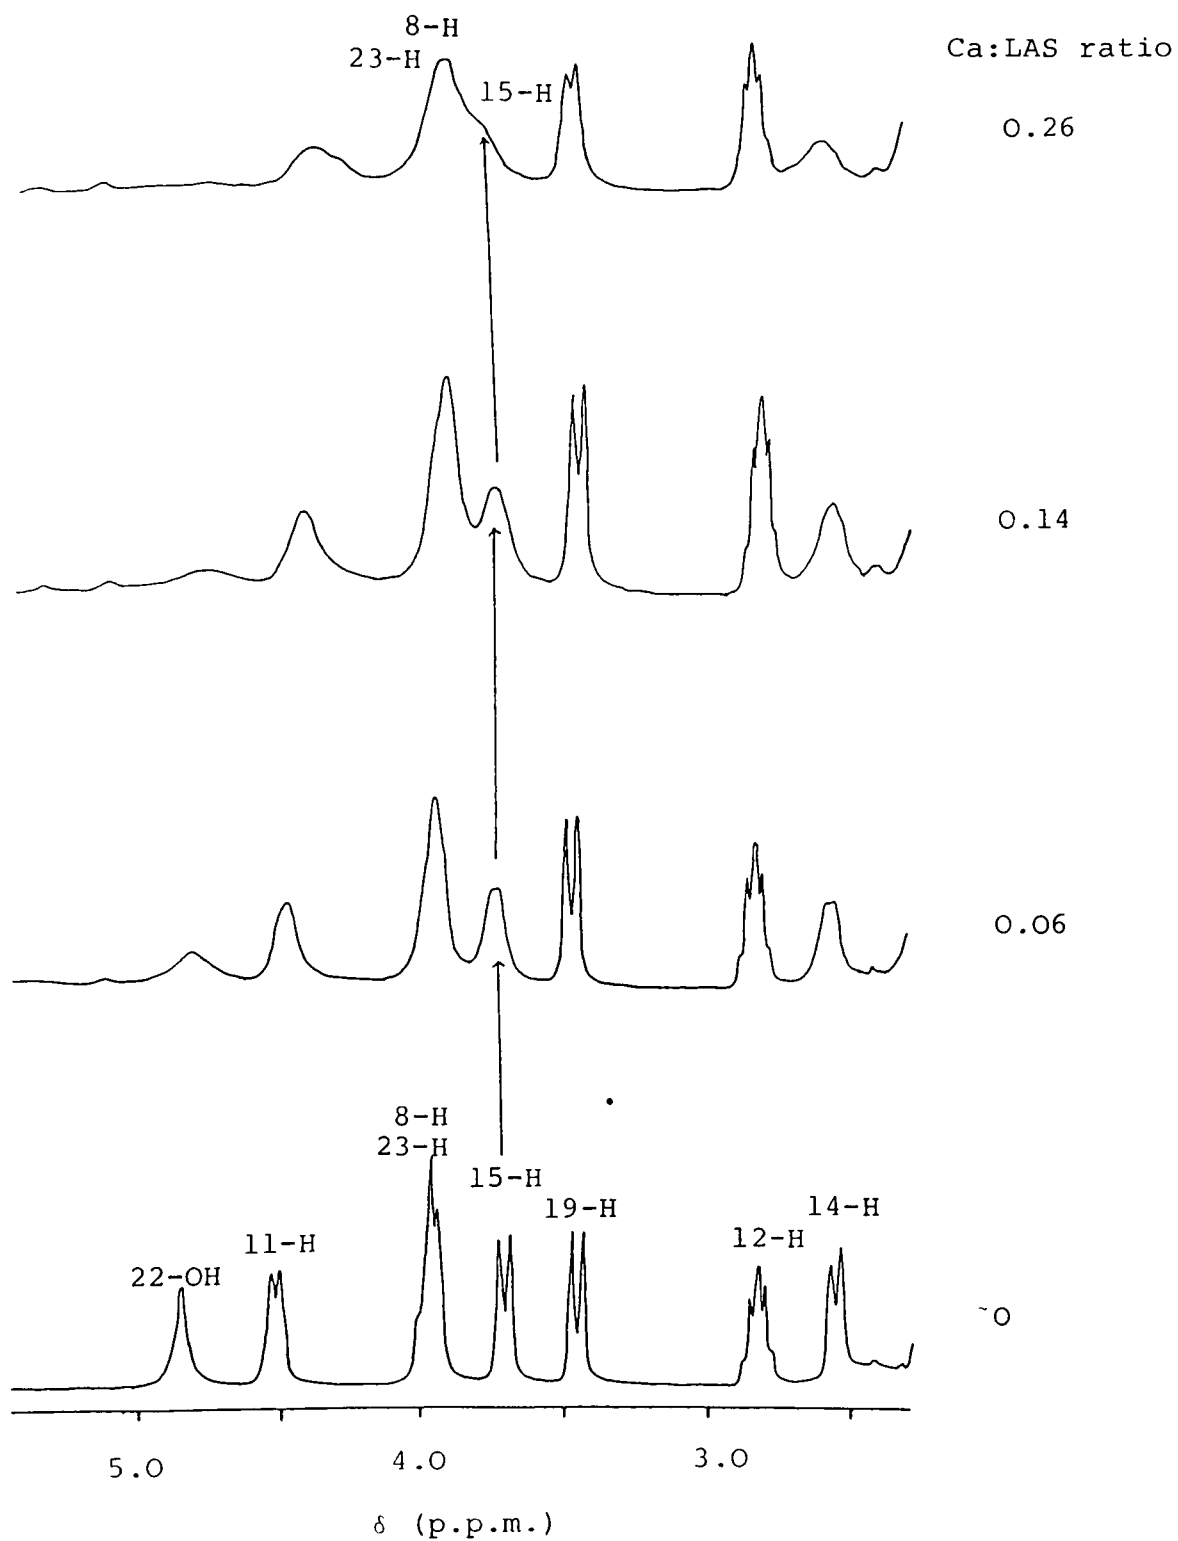 8-H
23-H
15-H
Ca:LAS ratio
0.26
0.14
0.06
8-H
23-H
15-H
19-H
14-H
12-H
11-H
22-OH
~0
5.0
4.0
3.0
δ (p.p.m.)